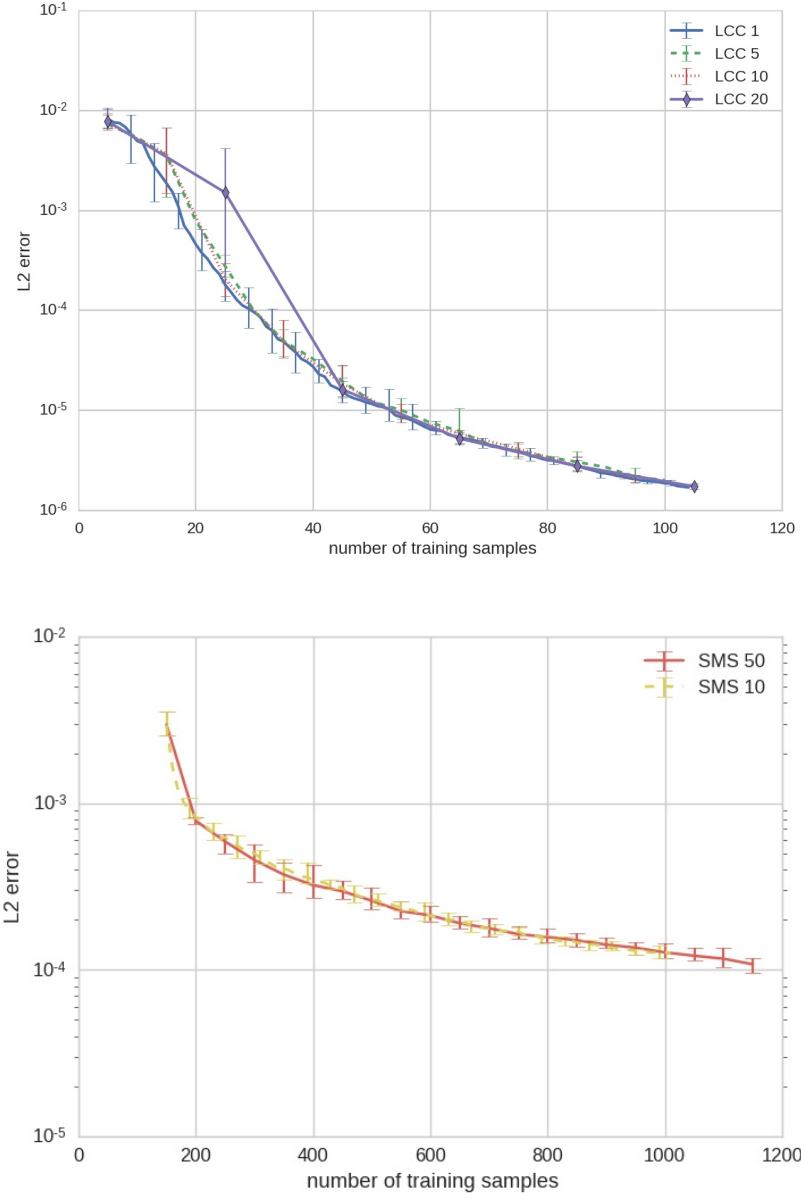 10-1
LCC 1
LCC 5
LCC 10
LCC 20
10-2
10-3
L2 error
10-4
10-5
10-6
0 20 40 60 80 100 120
number of training samples
10-2
SMS 50
SMS 10
10-3
L2 error
10-4
10-5
0 200 400 600 800 1000 1200
number of training samples